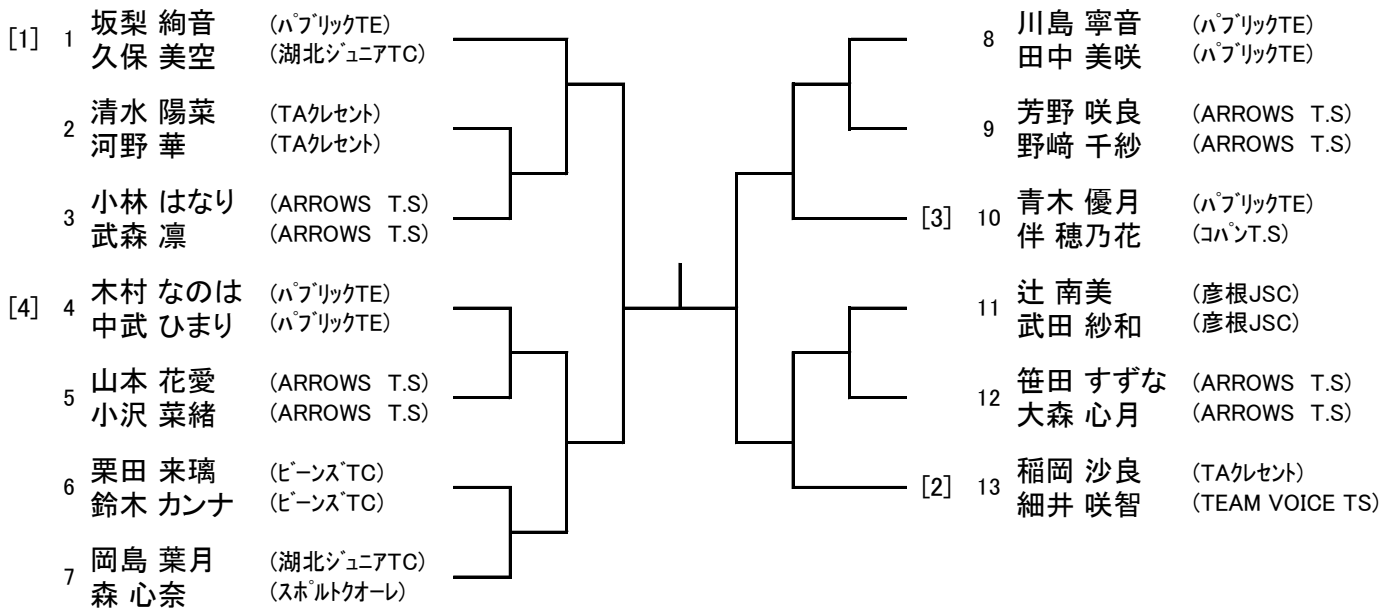 [1] 1 坂梨 絢音 (ﾊﾟﾌﾞﾘｯｸTE)
久保 美空 (湖北ｼﾞｭﾆｱTC)
2 清水 陽菜 (TAｸﾚｾﾝﾄ)
河野 華 (TAｸﾚｾﾝﾄ)
3 小林 はなり (ARROWS T.S)
武森 凛 (ARROWS T.S)
[4] 4 木村 なのは (ﾊﾟﾌﾞﾘｯｸTE)
中武 ひまり (ﾊﾟﾌﾞﾘｯｸTE)
5 山本 花愛 (ARROWS T.S)
小沢 菜緒 (ARROWS T.S)
6 栗田 来璃 (ﾋﾞｰﾝｽﾞTC)
鈴木 カンナ (ﾋﾞｰﾝｽﾞTC)
7 岡島 葉月 (湖北ｼﾞｭﾆｱTC)
森 心奈 (ｽﾎﾟﾙﾄｸｵｰﾚ)
8 川島 寧音 (ﾊﾟﾌﾞﾘｯｸTE)
田中 美咲 (ﾊﾟﾌﾞﾘｯｸTE)
9 芳野 咲良 (ARROWS T.S)
野﨑 千紗 (ARROWS T.S)
[3] 10 青木 優月 (ﾊﾟﾌﾞﾘｯｸTE)
伴 穂乃花 (ｺﾊﾟﾝT.S)
11 辻 南美 (彦根JSC)
武田 紗和 (彦根JSC)
12 笹田 すずな (ARROWS T.S)
大森 心月 (ARROWS T.S)
[2] 13 稲岡 沙良 (TAｸﾚｾﾝﾄ)
細井 咲智 (TEAM VOICE TS)